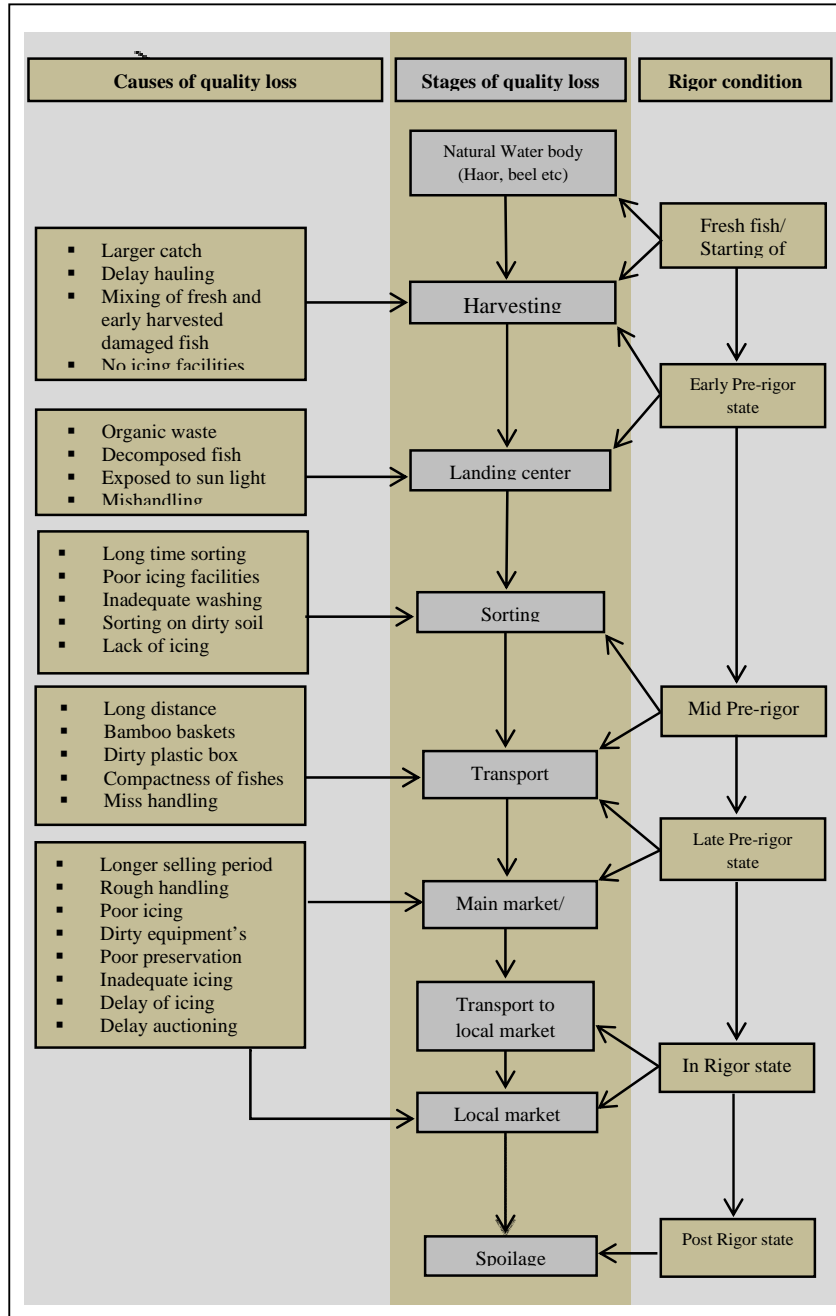 Causes of quality loss
Stages of quality loss
Rigor condition
Natural Water body
(Haor, beel etc)
Fresh fish/
Starting of
▪ Larger catch
▪ Delay hauling
▪ Mixing of fresh and
early harvested
damaged fish
▪ No icing facilities
Harvesting
Early Pre-rigor
state
▪ Organic waste
▪ Decomposed fish
▪ Exposed to sun light
▪ Mishandling
Landing center
▪ Long time sorting
▪ Poor icing facilities
▪ Inadequate washing
▪ Sorting on dirty soil
▪ Lack of icing
Sorting
Mid Pre-rigor
▪ Long distance
▪ Bamboo baskets
▪ Dirty plastic box
▪ Compactness of fishes
▪ Miss handling
Transport
Late Pre-rigor
state
▪ Longer selling period
▪ Rough handling
▪ Poor icing
▪ Dirty equipment's
▪ Poor preservation
▪ Inadequate icing
▪ Delay of icing
▪ Delay auctioning
Main market/
Transport to
local market
In Rigor state
Local market
Post Rigor state
Spoilage